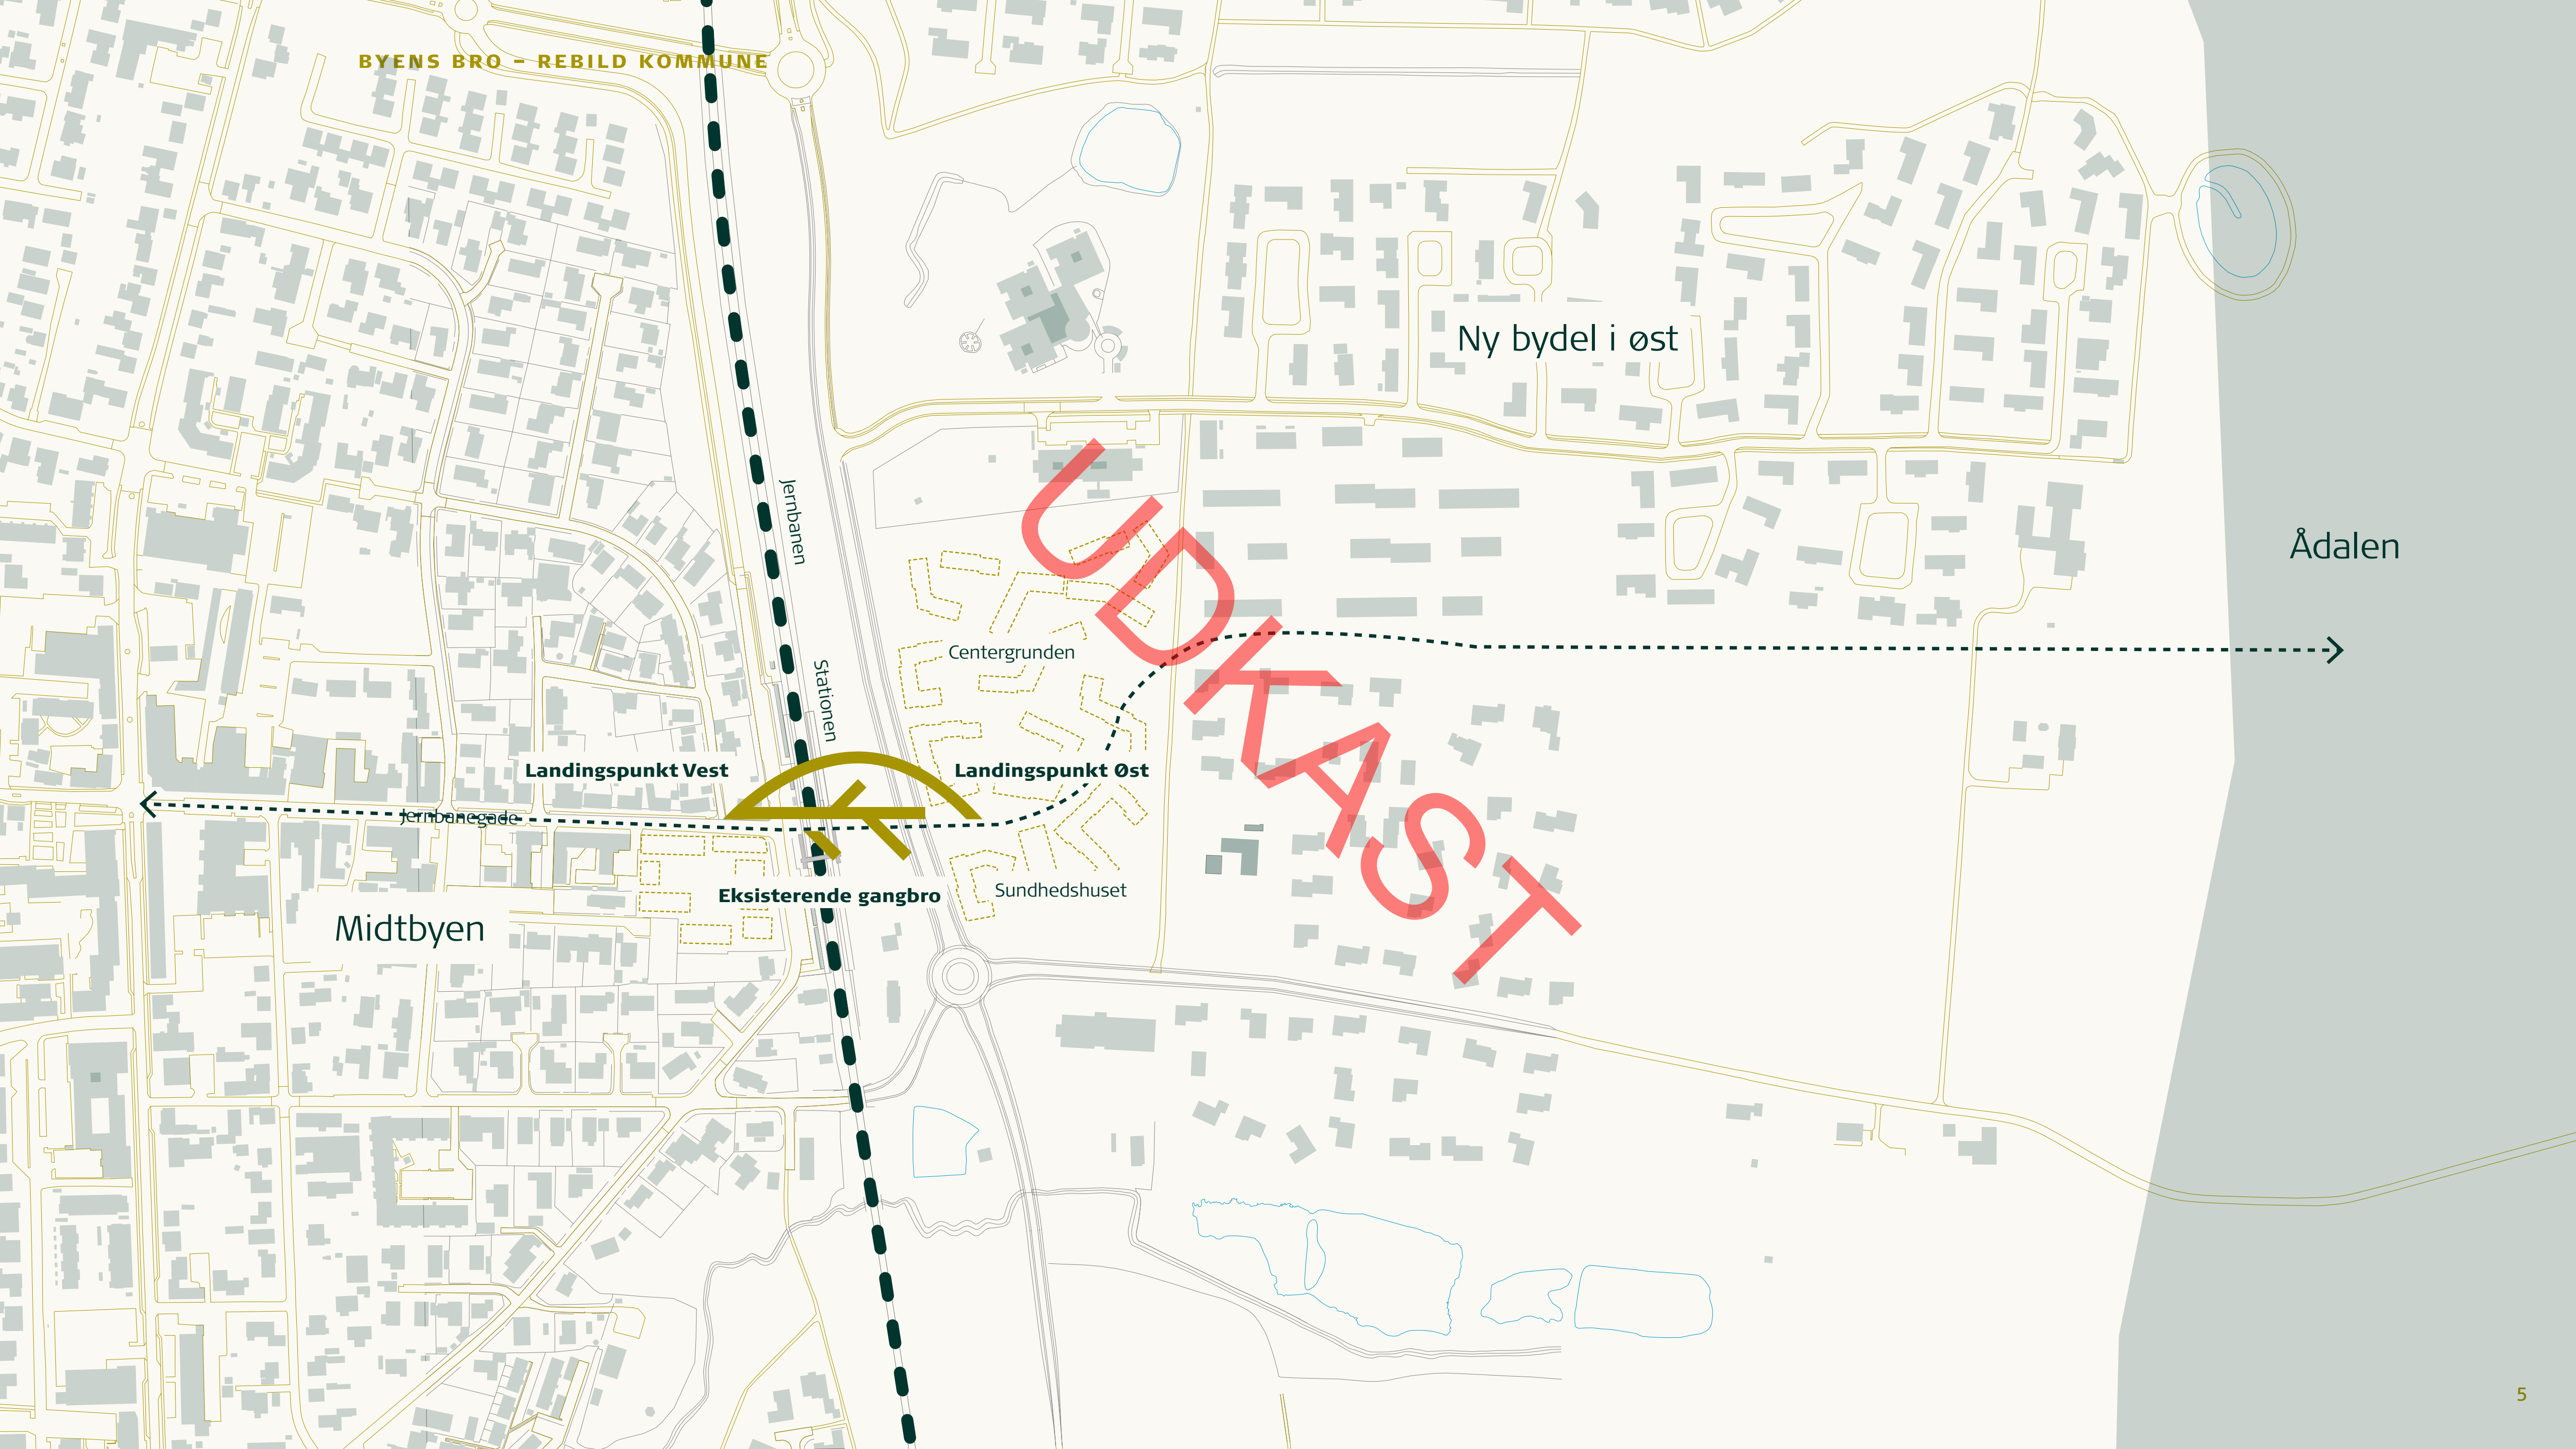 BYENS BRO – REBILD KOMMUNE
Ny bydel i øst
Jernbanen
Ådalen
UDKAST
Centergrunden
Stationen
Landingspunkt Vest
Landingspunkt Øst
Jernbanegade
Eksisterende gangbro
Sundhedshuset
Midtbyen
5